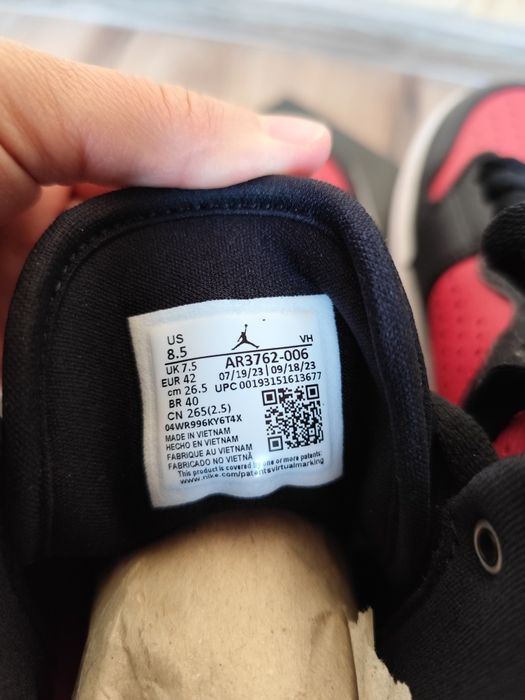 US
8.5
VH
UK 7.5
AR3762-006
EUR 42
07/19/23 | 09/18/23
cm 26.5
UPC 00193151613677
BR 40
CN 265(2.5)
04WR996KY6T4X
MADE IN VIETNAM
HECHO EN VIETNAM
FABRIQUE AU VIETNAM
FABRICADO NO VIETNÃ
This product is covered by one or more patents
www.nike.com/patentsvirtualmarking